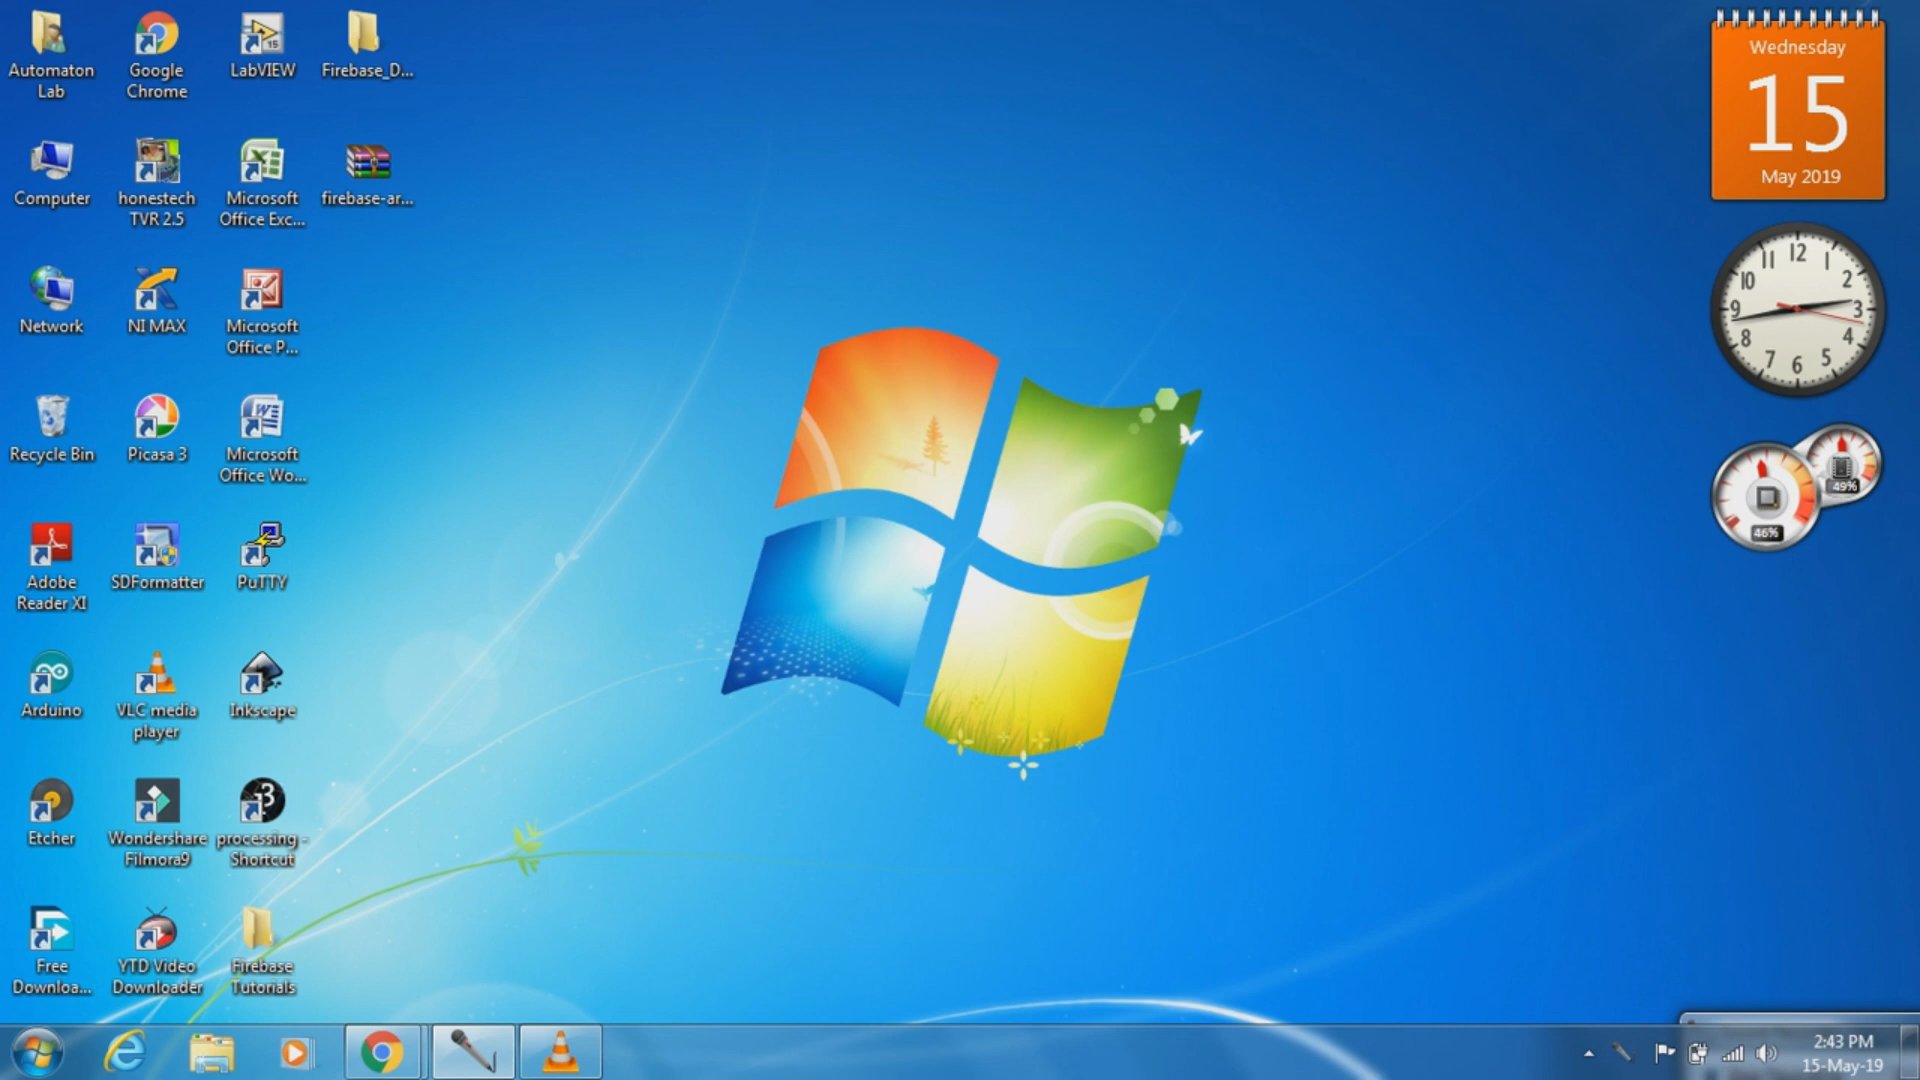 Automaton
Lab
Google
Chrome
LabVIEW
15
Firebase_D...
Computer
honestech
TVR 2.5
Microsoft
Office Exc...
firebase-ar...
Network
NI MAX
Microsoft
Office P...
Recycle Bin
Picasa 3
Microsoft
Office Wo...
Adobe
Reader XI
SDFormatter
PuTTY
Arduino
VLC media
player
Inkscape
Etcher
Wondershare
Filmora9
3
processing -
Shortcut
Free
Downloa...
YTD Video
Downloader
Firebase
Tutorials
Wednesday
15
May 2019
12
1
2
3
4
5
6
7
8
9
10
11
49%
46%
2:43 PM
15-May-19